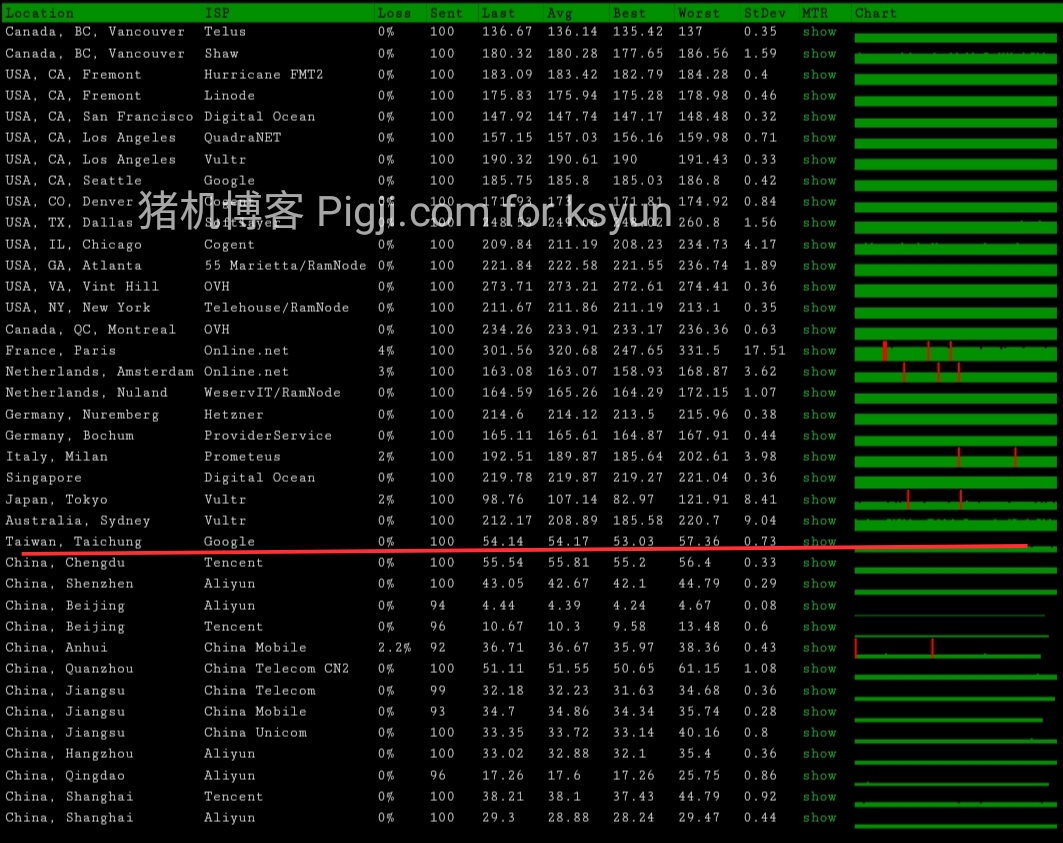 Location ISP Loss Sent Last Avg Best Worst StDev MTR Chart
Canada, BC, Vancouver Telus 0% 100 136.67 136.14 135.42 137 0.35 show
Canada, BC, Vancouver Shaw 0% 100 180.32 180.28 177.65 186.56 1.59 show
USA, CA, Fremont Hurricane FMT2 0% 100 183.09 183.42 182.79 184.28 0.4 show
USA, CA, Fremont Linode 0% 100 175.83 175.94 175.28 178.98 0.46 show
USA, CA, San Francisco Digital Ocean 0% 100 147.92 147.74 147.17 148.48 0.32 show
USA, CA, Los Angeles QuadraNET 0% 100 157.15 157.03 156.16 159.98 0.71 show
USA, CA, Los Angeles Vultr 0% 100 190.32 190.61 190 191.43 0.33 show
USA, CA, Seattle Google 0% 100 185.75 185.8 185.03 186.8 0.42 show
USA, CO, Denver Cogent 0% 100 171.93 173 171.81 174.92 0.84 show
猪机博客 Pigji.com for ksyun
USA, TX, Dallas Softlayer 0% 100 248.53 249.06 248.02 260.8 1.56 show
USA, IL, Chicago Cogent 0% 100 209.84 211.19 208.23 234.73 4.17 show
USA, GA, Atlanta 55 Marietta/RamNode 0% 100 221.84 222.58 221.55 236.74 1.89 show
USA, VA, Vint Hill OVH 0% 100 273.71 273.21 272.61 274.41 0.36 show
USA, NY, New York Telehouse/RamNode 0% 100 211.67 211.86 211.19 213.1 0.35 show
Canada, QC, Montreal OVH 0% 100 234.26 233.91 233.17 236.36 0.63 show
France, Paris Online.net 4% 100 301.56 320.68 247.65 331.5 17.51 show
Netherlands, Amsterdam Online.net 3% 100 163.08 163.07 158.93 168.87 3.62 show
Netherlands, Nuland WeservIT/RamNode 0% 100 164.59 165.26 164.29 172.15 1.07 show
Germany, Nuremberg Hetzner 0% 100 214.6 214.12 213.5 215.96 0.38 show
Germany, Bochum ProviderService 0% 100 165.11 165.61 164.87 167.91 0.44 show
Italy, Milan Prometeus 2% 100 192.51 189.87 185.64 202.61 3.98 show
Singapore Digital Ocean 0% 100 219.78 219.87 219.27 221.04 0.36 show
Japan, Tokyo Vultr 2% 100 98.76 107.14 82.97 121.91 8.41 show
Australia, Sydney Vultr 0% 100 212.17 208.89 185.58 220.7 9.04 show
Taiwan, Taichung Google 0% 100 54.14 54.17 53.03 57.36 0.73 show
China, Chengdu Tencent 0% 100 55.54 55.81 55.2 56.4 0.33 show
China, Shenzhen Aliyun 0% 100 43.05 42.67 42.1 44.79 0.29 show
China, Beijing Aliyun 0% 94 4.44 4.39 4.24 4.67 0.08 show
China, Beijing Tencent 0% 96 10.67 10.3 9.58 13.48 0.6 show
China, Anhui China Mobile 2.2% 92 36.71 36.67 35.97 38.36 0.43 show
China, Quanzhou China Telecom CN2 0% 100 51.11 51.55 50.65 61.15 1.08 show
China, Jiangsu China Telecom 0% 99 32.18 32.23 31.63 34.68 0.36 show
China, Jiangsu China Mobile 0% 93 34.7 34.86 34.34 35.74 0.28 show
China, Jiangsu China Unicom 0% 100 33.35 33.72 33.14 40.16 0.8 show
China, Hangzhou Aliyun 0% 100 33.02 32.88 32.1 35.4 0.36 show
China, Qingdao Aliyun 0% 96 17.26 17.6 17.26 25.75 0.86 show
China, Shanghai Tencent 0% 100 38.21 38.1 37.43 44.79 0.92 show
China, Shanghai Aliyun 0% 100 29.3 28.88 28.24 29.47 0.44 show